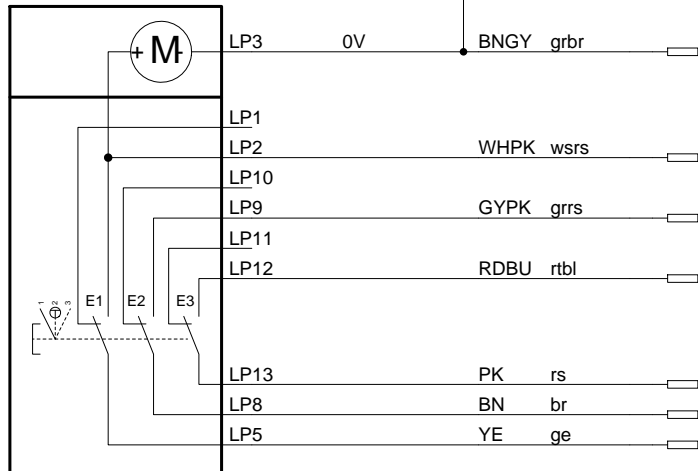 + M -
LP3 0V BNGY grbr
LP1
LP2 WHPK wsrs
LP10
LP9 GYPK grrs
LP11
LP12 RDBU rtbl
1 2 3
E1 E2 E3
LP13 PK rs
LP8 BN br
LP5 YE ge